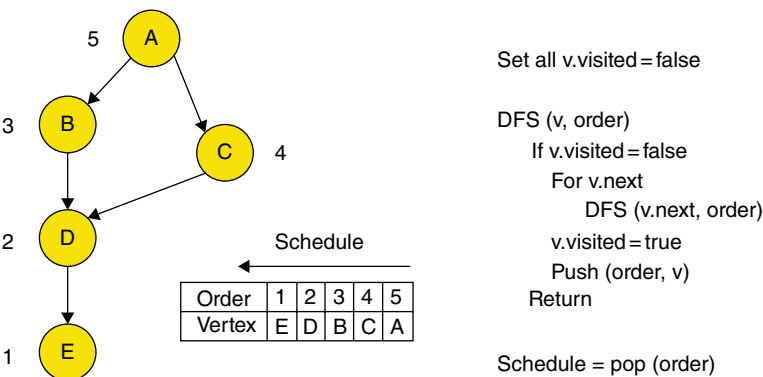 5
A
3
B
C
4
2
D
Schedule
Order 1 2 3 4 5
Vertex E D B C A
1
E
Set all v.visited = false
DFS (v, order)
If v.visited = false
For v.next
DFS (v.next, order)
v.visited = true
Push (order, v)
Return
Schedule = pop (order)